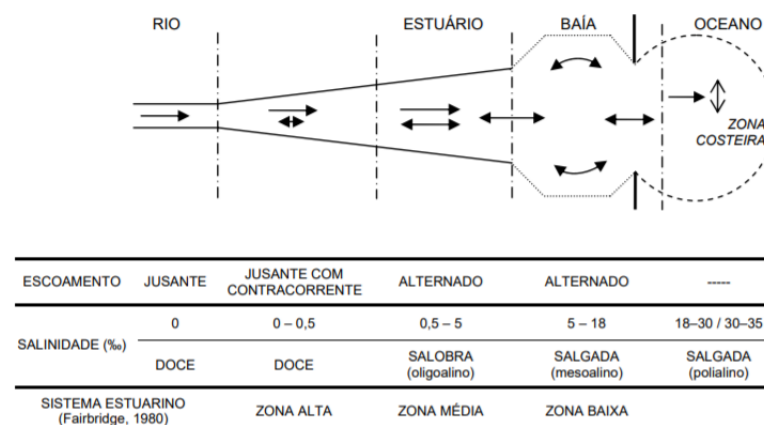 RIO ESTUÁRIO BAÍA OCEANO
ZONA
COSTEIRA
ESCOAMENTO JUSANTE JUSANTE COM CONTRACORRENTE ALTERNADO ALTERNADO -----
SALINIDADE (‰) 0 0 – 0,5 0,5 – 5 5 – 18 18–30 / 30–35
DOCE DOCE SALOBRA (oligoalino) SALGADA (mesoalino) SALGADA (polialino)
SISTEMA ESTUARINO (Fairbridge, 1980) ZONA ALTA ZONA MÉDIA ZONA BAIXA